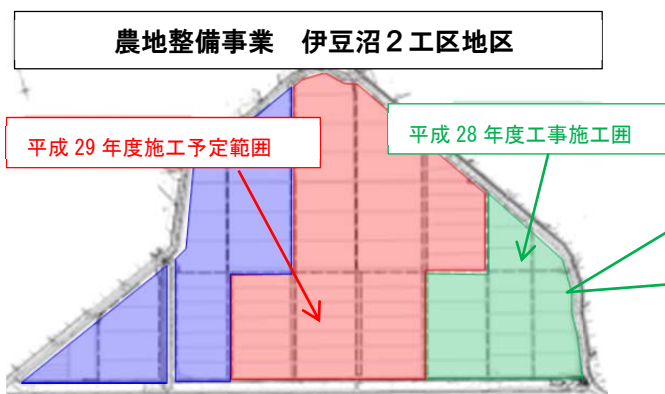 農地整備事業　伊豆沼２工区地区
平成 29 年度施工予定範囲
平成 28 年度工事施工囲